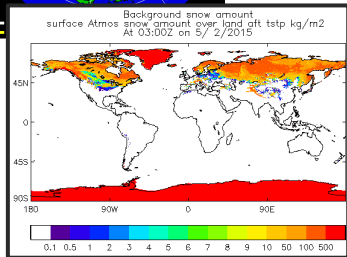 Background snow amount
surface Atmos snow amount over land aft tstp kg/m2
At 03:00Z on 5/ 2/2015
45N
0
45S
90S
180 90W 0 90E
0.1 0.5 1 2 3 4 5 6 7 8 9 10 50 100 500